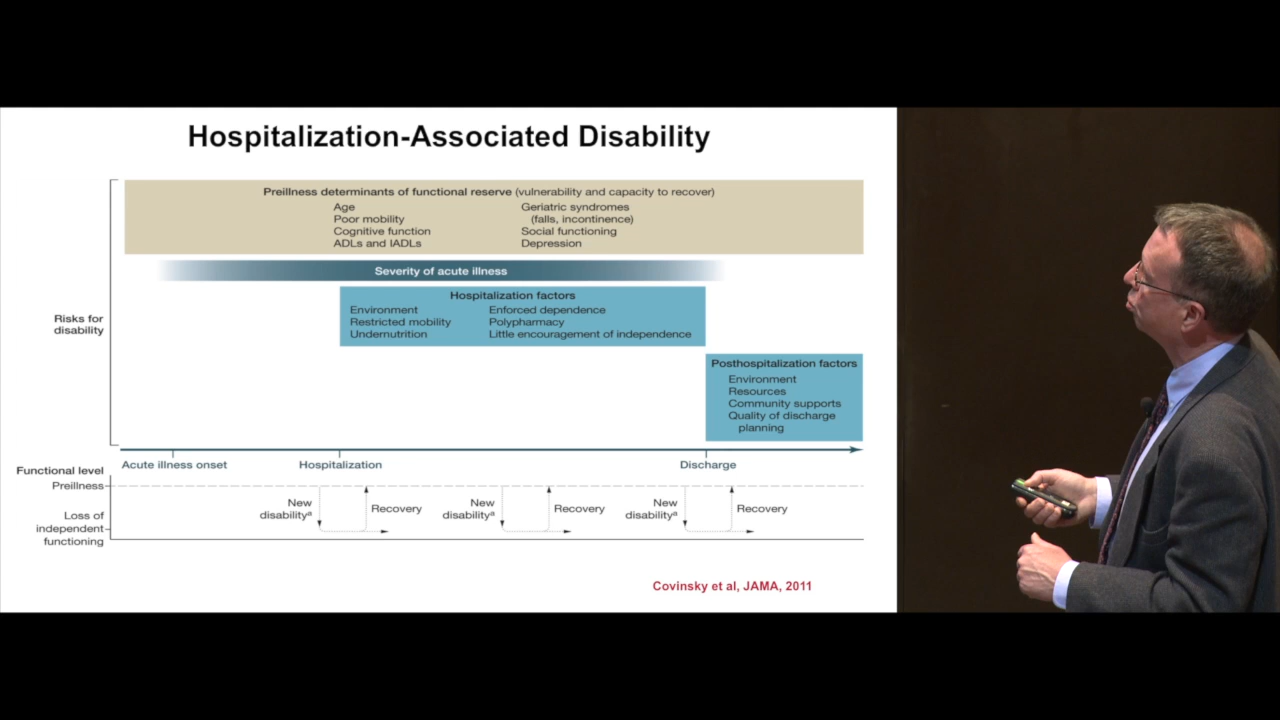 Hospitalization-Associated Disability
Preillness determinants of functional reserve (vulnerability and capacity to recover)
Age
Poor mobility
Cognitive function
ADLs and IADLs
Geriatric syndromes
(falls, incontinence)
Social functioning
Depression
Severity of acute illness
Hospitalization factors
Environment
Restricted mobility
Undernutrition
Enforced dependence
Polypharmacy
Little encouragement of independence
Risks for
disability
Posthospitalization factors
Environment
Resources
Community supports
Quality of discharge
planning
Acute illness onset
Hospitalization
Discharge
Functional level
Preillness
Loss of
independent
functioning
New
disabilityᵃ
Recovery
New
disabilityᵃ
Recovery
New
disabilityᵃ
Recovery
Covinsky et al, JAMA, 2011